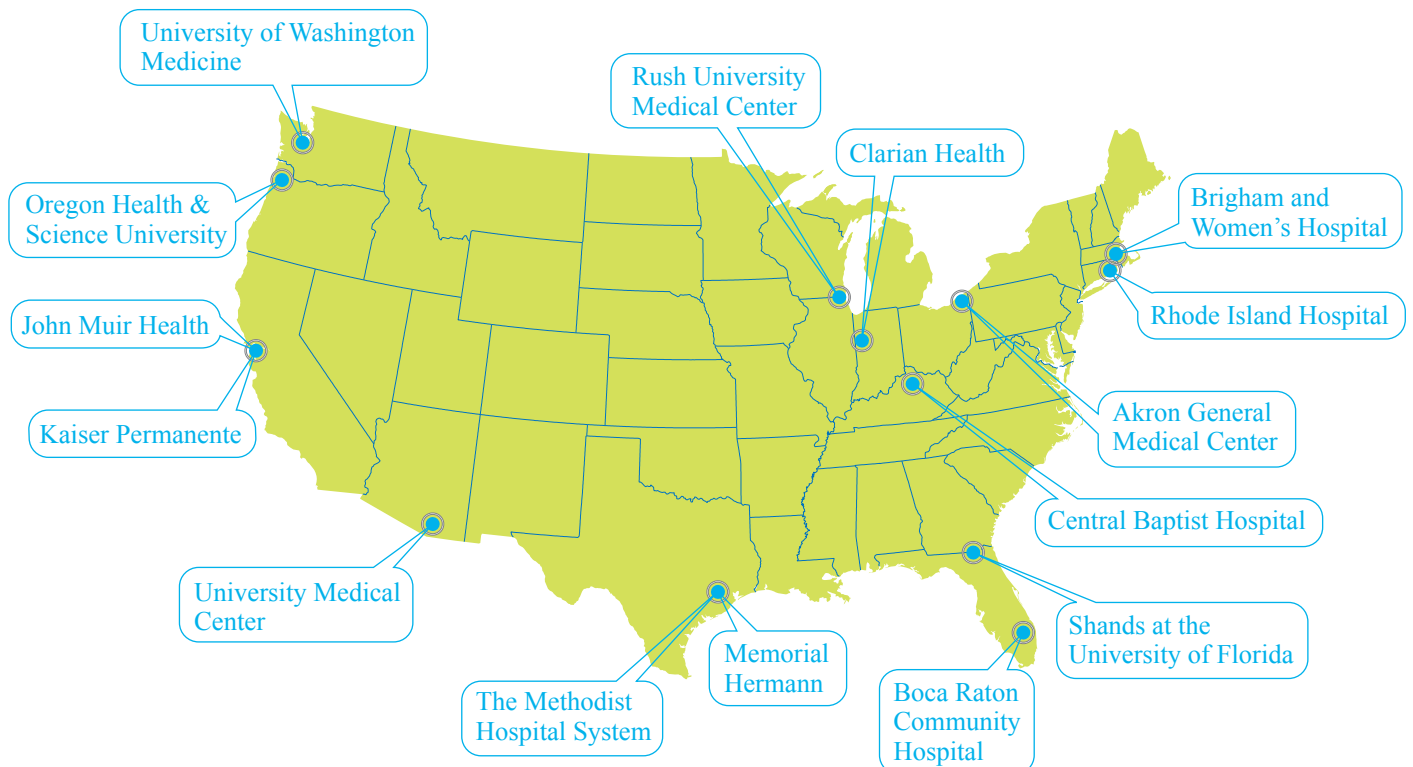 University of Washington
Medicine
Rush University
Medical Center
Clarian Health
Oregon Health &
Science University
Brigham and
Women’s Hospital
John Muir Health
Rhode Island Hospital
Kaiser Permanente
Akron General
Medical Center
Central Baptist Hospital
University Medical
Center
Shands at the
University of Florida
Memorial
Hermann
The Methodist
Hospital System
Boca Raton
Community
Hospital